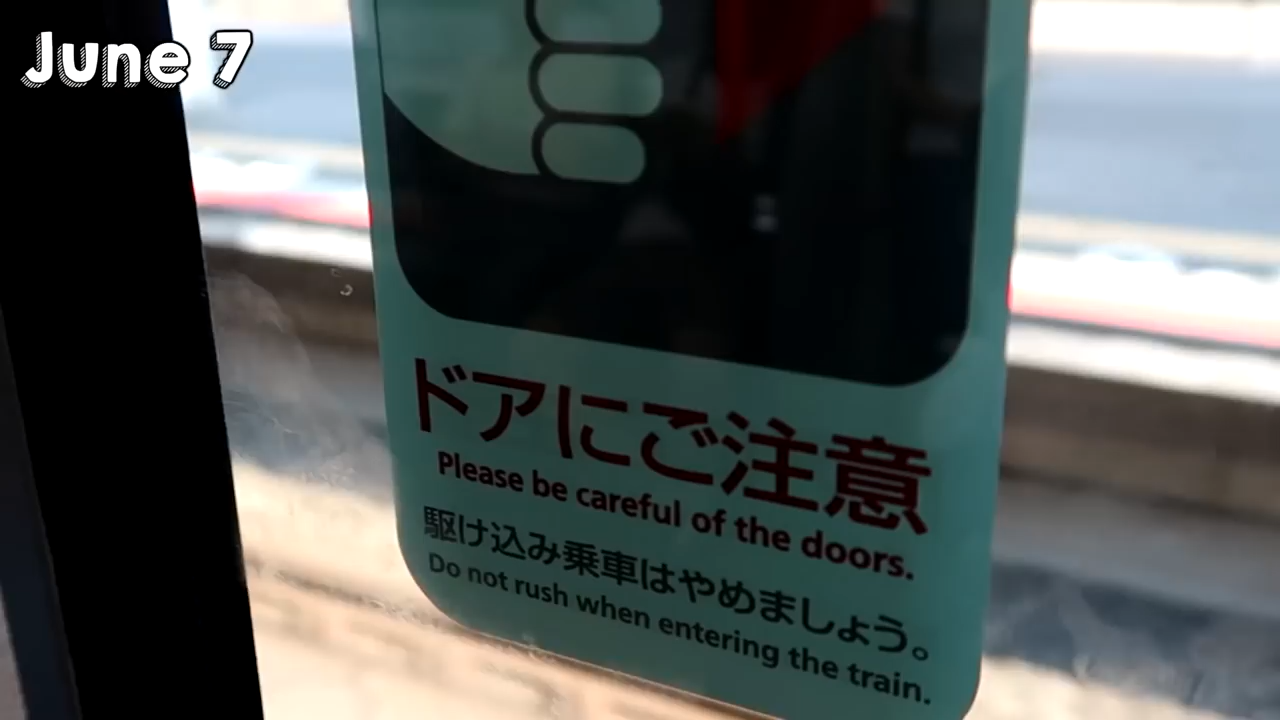 June 7
ドアにご注意
Please be careful of the doors.
駆け込み乗車はやめましょう。
Do not rush when entering the train.